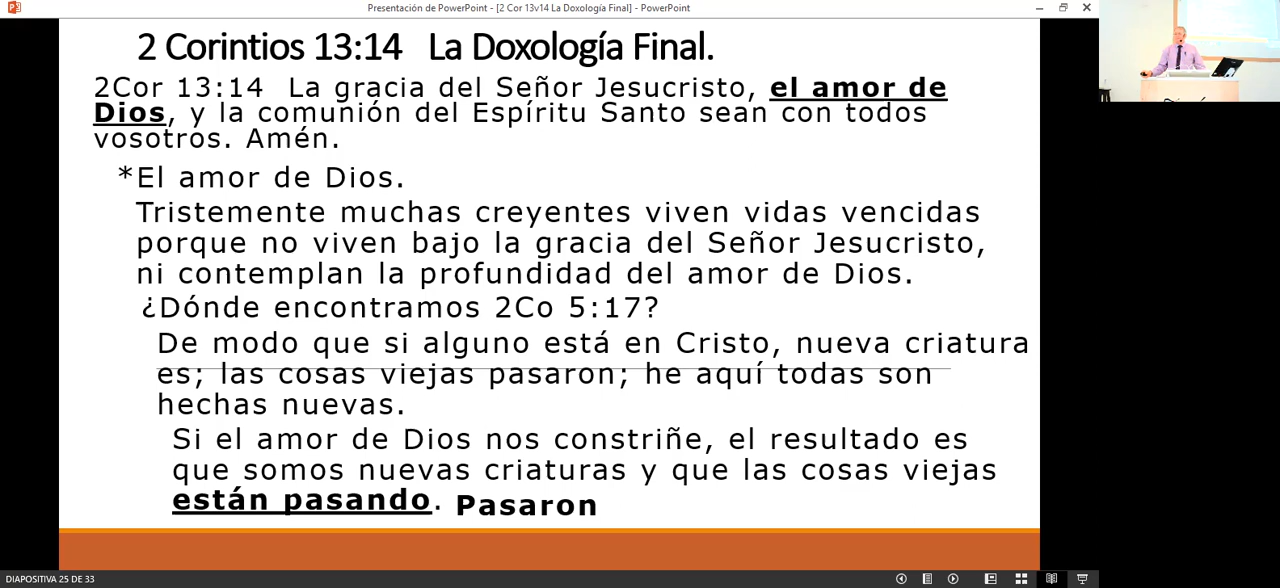 Presentación de PowerPoint - [2 Cor 13v14 La Doxología Final] - PowerPoint
2 Corintios 13:14 La Doxología Final.
2Cor 13:14 La gracia del Señor Jesucristo, el amor de
Dios, y la comunión del Espíritu Santo sean con todos
vosotros. Amén.
*El amor de Dios.
Tristemente muchas creyentes viven vidas vencidas
porque no viven bajo la gracia del Señor Jesucristo,
ni contemplan la profundidad del amor de Dios.
¿Dónde encontramos 2Co 5:17?
De modo que si alguno está en Cristo, nueva criatura
es; las cosas viejas pasaron; he aquí todas son
hechas nuevas.
Si el amor de Dios nos constriñe, el resultado es
que somos nuevas criaturas y que las cosas viejas
están pasando. Pasaron
DIAPOSITIVA 25 DE 33